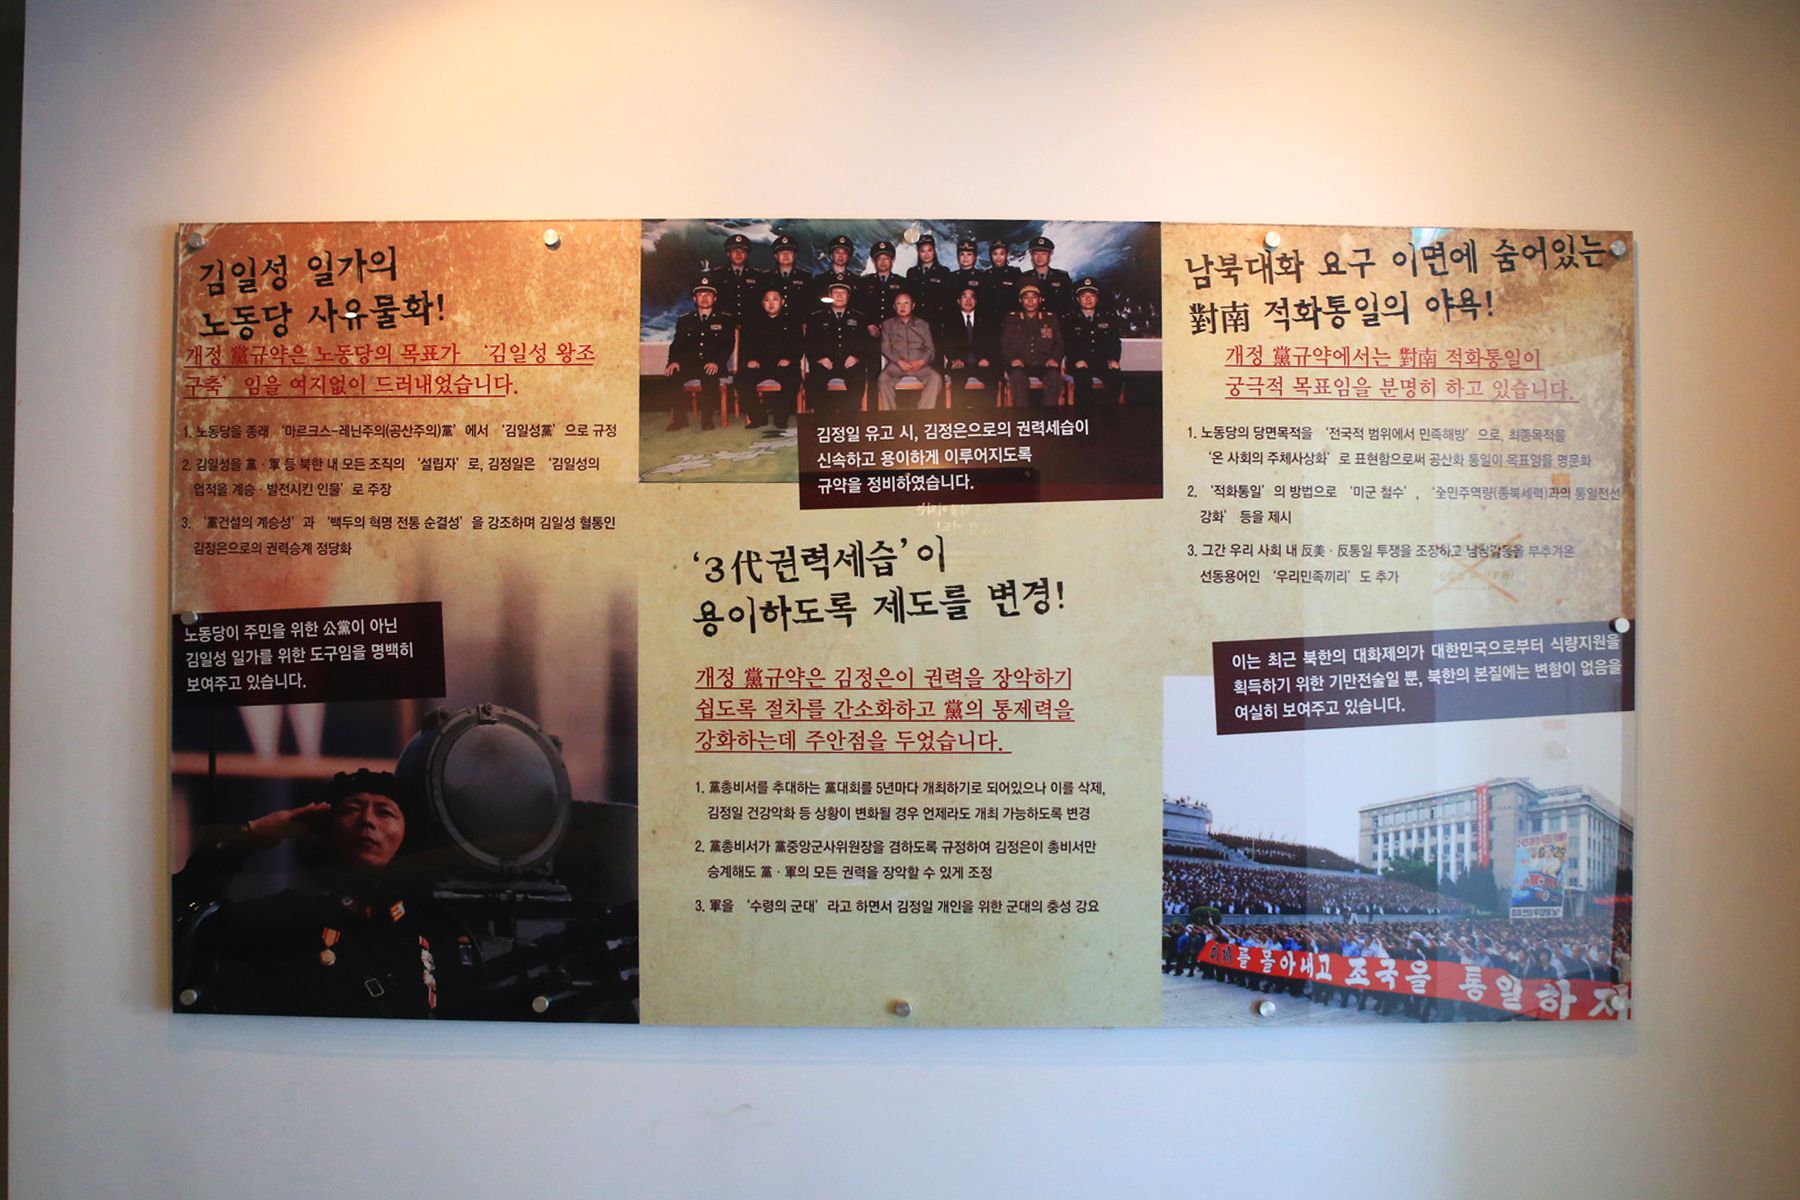 김일성 일가의
노동당 사유물화!
개정 黨규약은 노동당의 목표가 '김일성 왕조
구축' 임을 여지없이 드러내었습니다.
1. 노동당을 종래 '마르크스-레닌주의(공산주의)黨' 에서 '김일성黨' 으로 규정
2. 김일성을 黨·軍 등 북한 내 모든 조직의 '설립자' 로, 김정일은 '김일성의
업적을 계승·발전시킨 인물' 로 주장
3. '黨건설의 계승성' 과 '백두의 혁명 전통 순결성' 을 강조하며 김일성 혈통인
김정은으로의 권력승계 정당화
노동당이 주민을 위한 公黨이 아닌
김일성 일가를 위한 도구임을 명백히
보여주고 있습니다.
김정일 유고 시, 김정은으로의 권력세습이
신속하고 용이하게 이루어지도록
규약을 정비하였습니다.
'3代권력세습'이
용이하도록 제도를 변경!
개정 黨규약은 김정은이 권력을 장악하기
쉽도록 절차를 간소화하고 黨의 통제력을
강화하는데 주안점을 두었습니다.
1. 黨총비서를 추대하는 黨대회를 5년마다 개최하기로 되어있으나 이를 삭제,
김정일 건강악화 등 상황이 변화될 경우 언제라도 개최 가능하도록 변경
2. 黨총비서가 黨중앙군사위원장을 겸하도록 규정하여 김정은이 총비서만
승계해도 黨·軍의 모든 권력을 장악할 수 있게 조정
3. 軍을 '수령의 군대' 라고 하면서 김정일 개인을 위한 군대의 충성 강요
남북대화 요구 이면에 숨어있는
對南 적화통일의 야욕!
개정 黨규약에서는 對南 적화통일이
궁극적 목표임을 분명히 하고 있습니다.
1. 노동당의 당면목적을 '전국적 범위에서 민족해방' 으로, 최종목적을
'온 사회의 주체사상화' 로 표현함으로써 공산화 통일이 목표임을 명문화
2. '적화통일' 의 방법으로 '미군 철수', '全민주역량(종북세력)과의 통일전선
강화' 등을 제시
3. 그간 우리 사회 내 反美·反통일 투쟁을 조장하고 남남갈등을 부추겨온
선동용어인 '우리민족끼리' 도 추가
이는 최근 북한의 대화제의가 대한민국으로부터 식량지원을
획득하기 위한 기만전술일 뿐, 북한의 본질에는 변함이 없음을
여실히 보여주고 있습니다.
를 몰아내고 조국을 통일하자